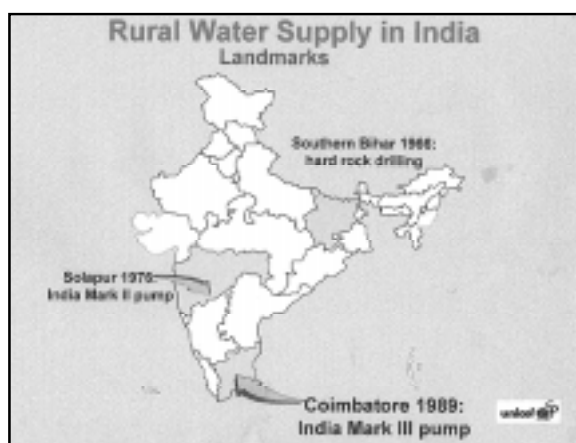 Rural Water Supply in India
Landmarks
Southern Bihar 1966:
hard rock drilling
Solapur 1976:
India Mark II pump
Coimbatore 1989:
India Mark III pump
unicef